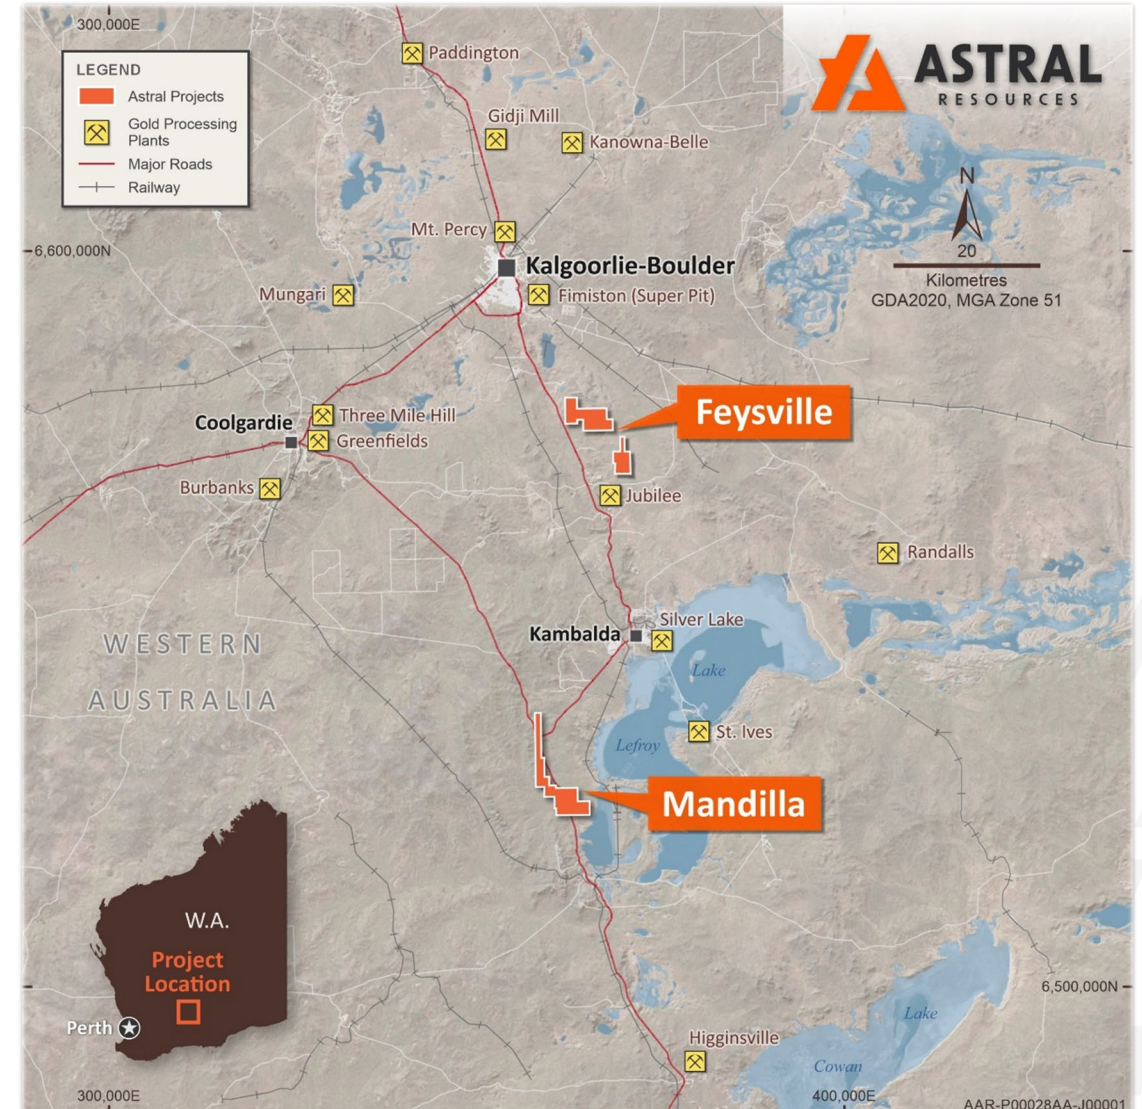 300,000E
LEGEND
Astral Projects
Gold Processing
Plants
Major Roads
Railway
ASTRAL
RESOURCES
Paddington
Gidji Mill
Kanowna-Belle
N
20
Kilometres
GDA2020, MGA Zone 51
Mt. Percy
6,600,000N
Kalgoorlie-Boulder
Mungari
Fimiston (Super Pit)
Feysville
Three Mile Hill
Coolgardie
Greenfields
Burbanks
Jubilee
Randalls
Silver Lake
Kambalda
WESTERN
AUSTRALIA
Lake
Lefroy
St. Ives
Mandilla
W.A.
Project
Location
Perth
6,500,000N
Lake
Cowan
Higginsville
300,000E
400,000E
AAR-P00028AA-J00001